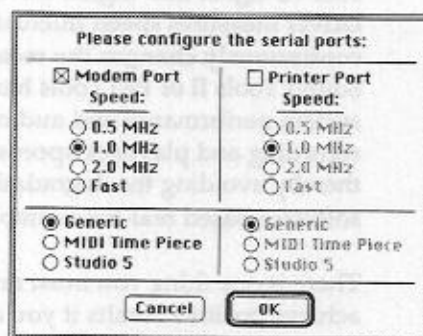 Please configure the serial ports:
Modem Port
Speed:
0.5 MHz
1.0 MHz
2.0 MHz
Fast
Generic
MIDI Time Piece
Studio 5
Printer Port
Speed:
0.5 MHz
1.0 MHz
2.0 MHz
Fast
Generic
MIDI Time Piece
Studio 5
Cancel
OK